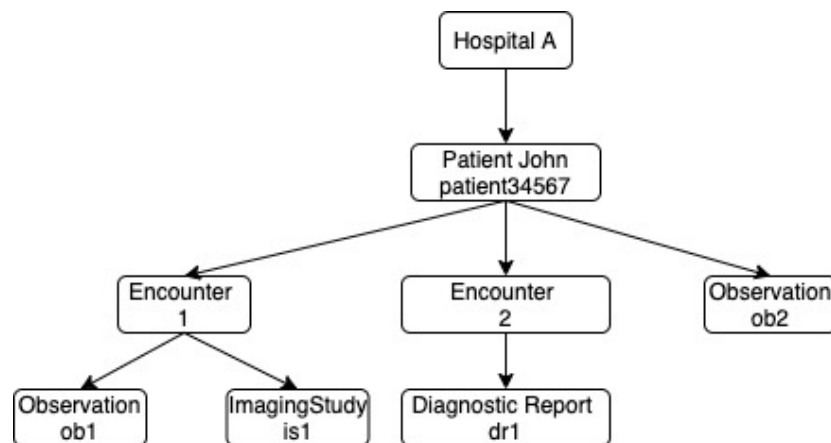 Hospital A
Patient John
patient34567
Encounter
1
Encounter
2
Observation
ob2
Observation
ob1
ImagingStudy
is1
Diagnostic Report
dr1